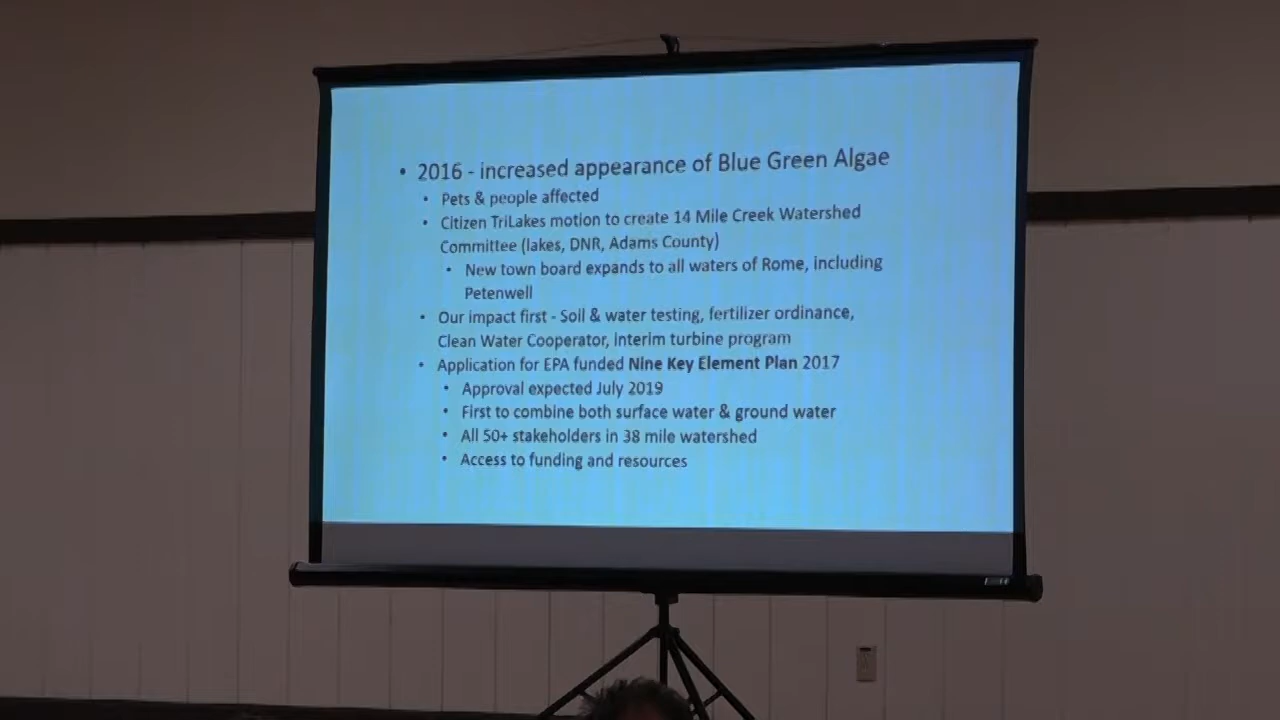 • 2016 - increased appearance of Blue Green Algae
• Pets & people affected
• Citizen TriLakes motion to create 14 Mile Creek Watershed
Committee (lakes, DNR, Adams County)
• New town board expands to all waters of Rome, including
Petenwell
• Our impact first - Soil & water testing, fertilizer ordinance,
Clean Water Cooperator, interim turbine program
• Application for EPA funded Nine Key Element Plan 2017
• Approval expected July 2019
• First to combine both surface water & ground water
• All 50+ stakeholders in 38 mile watershed
• Access to funding and resources